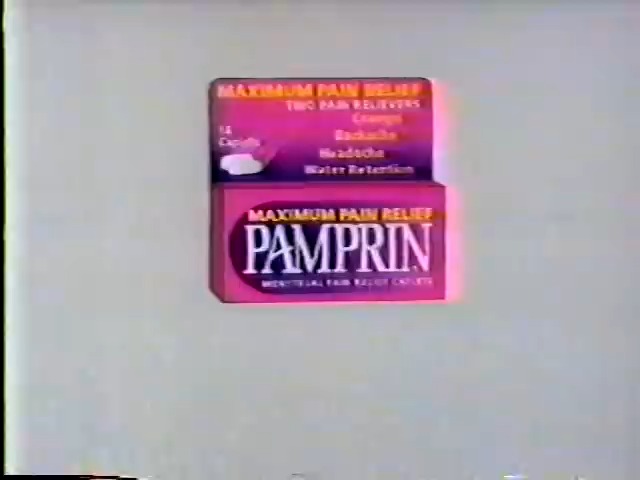 MAXIMUM PAIN RELIEF
TWO PAIN RELIEVERS
Cramps
Backache
Headache
Water Retention
Caplets
MAXIMUM PAIN RELIEF
PAMPRIN
MENSTRUAL PAIN RELIEF CAPLETS